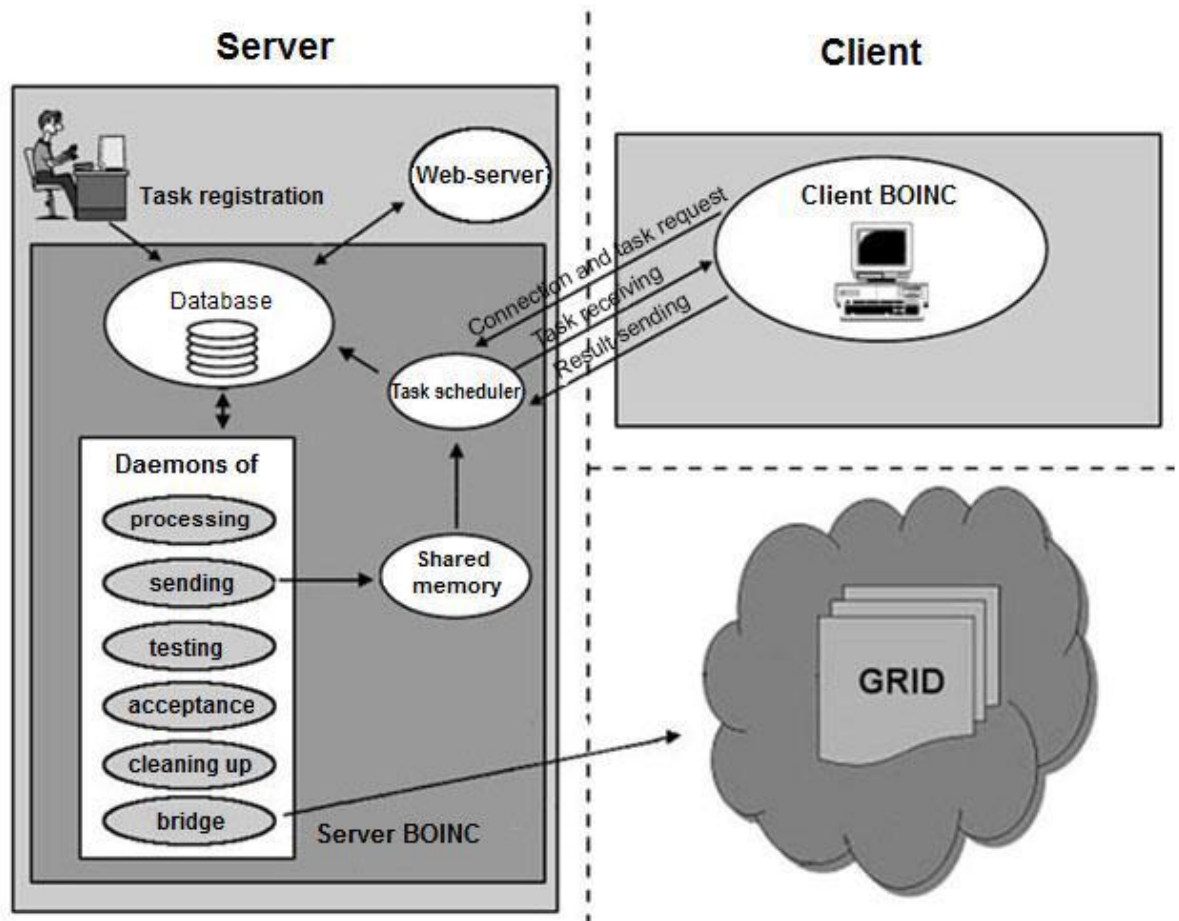 Server
Client
Task registration
Web-server
Database
Connection and task request
Task receiving
Result sending
Client BOINC
Task scheduler
Daemons of
processing
sending
testing
acceptance
cleaning up
bridge
Shared
memory
Server BOINC
GRID